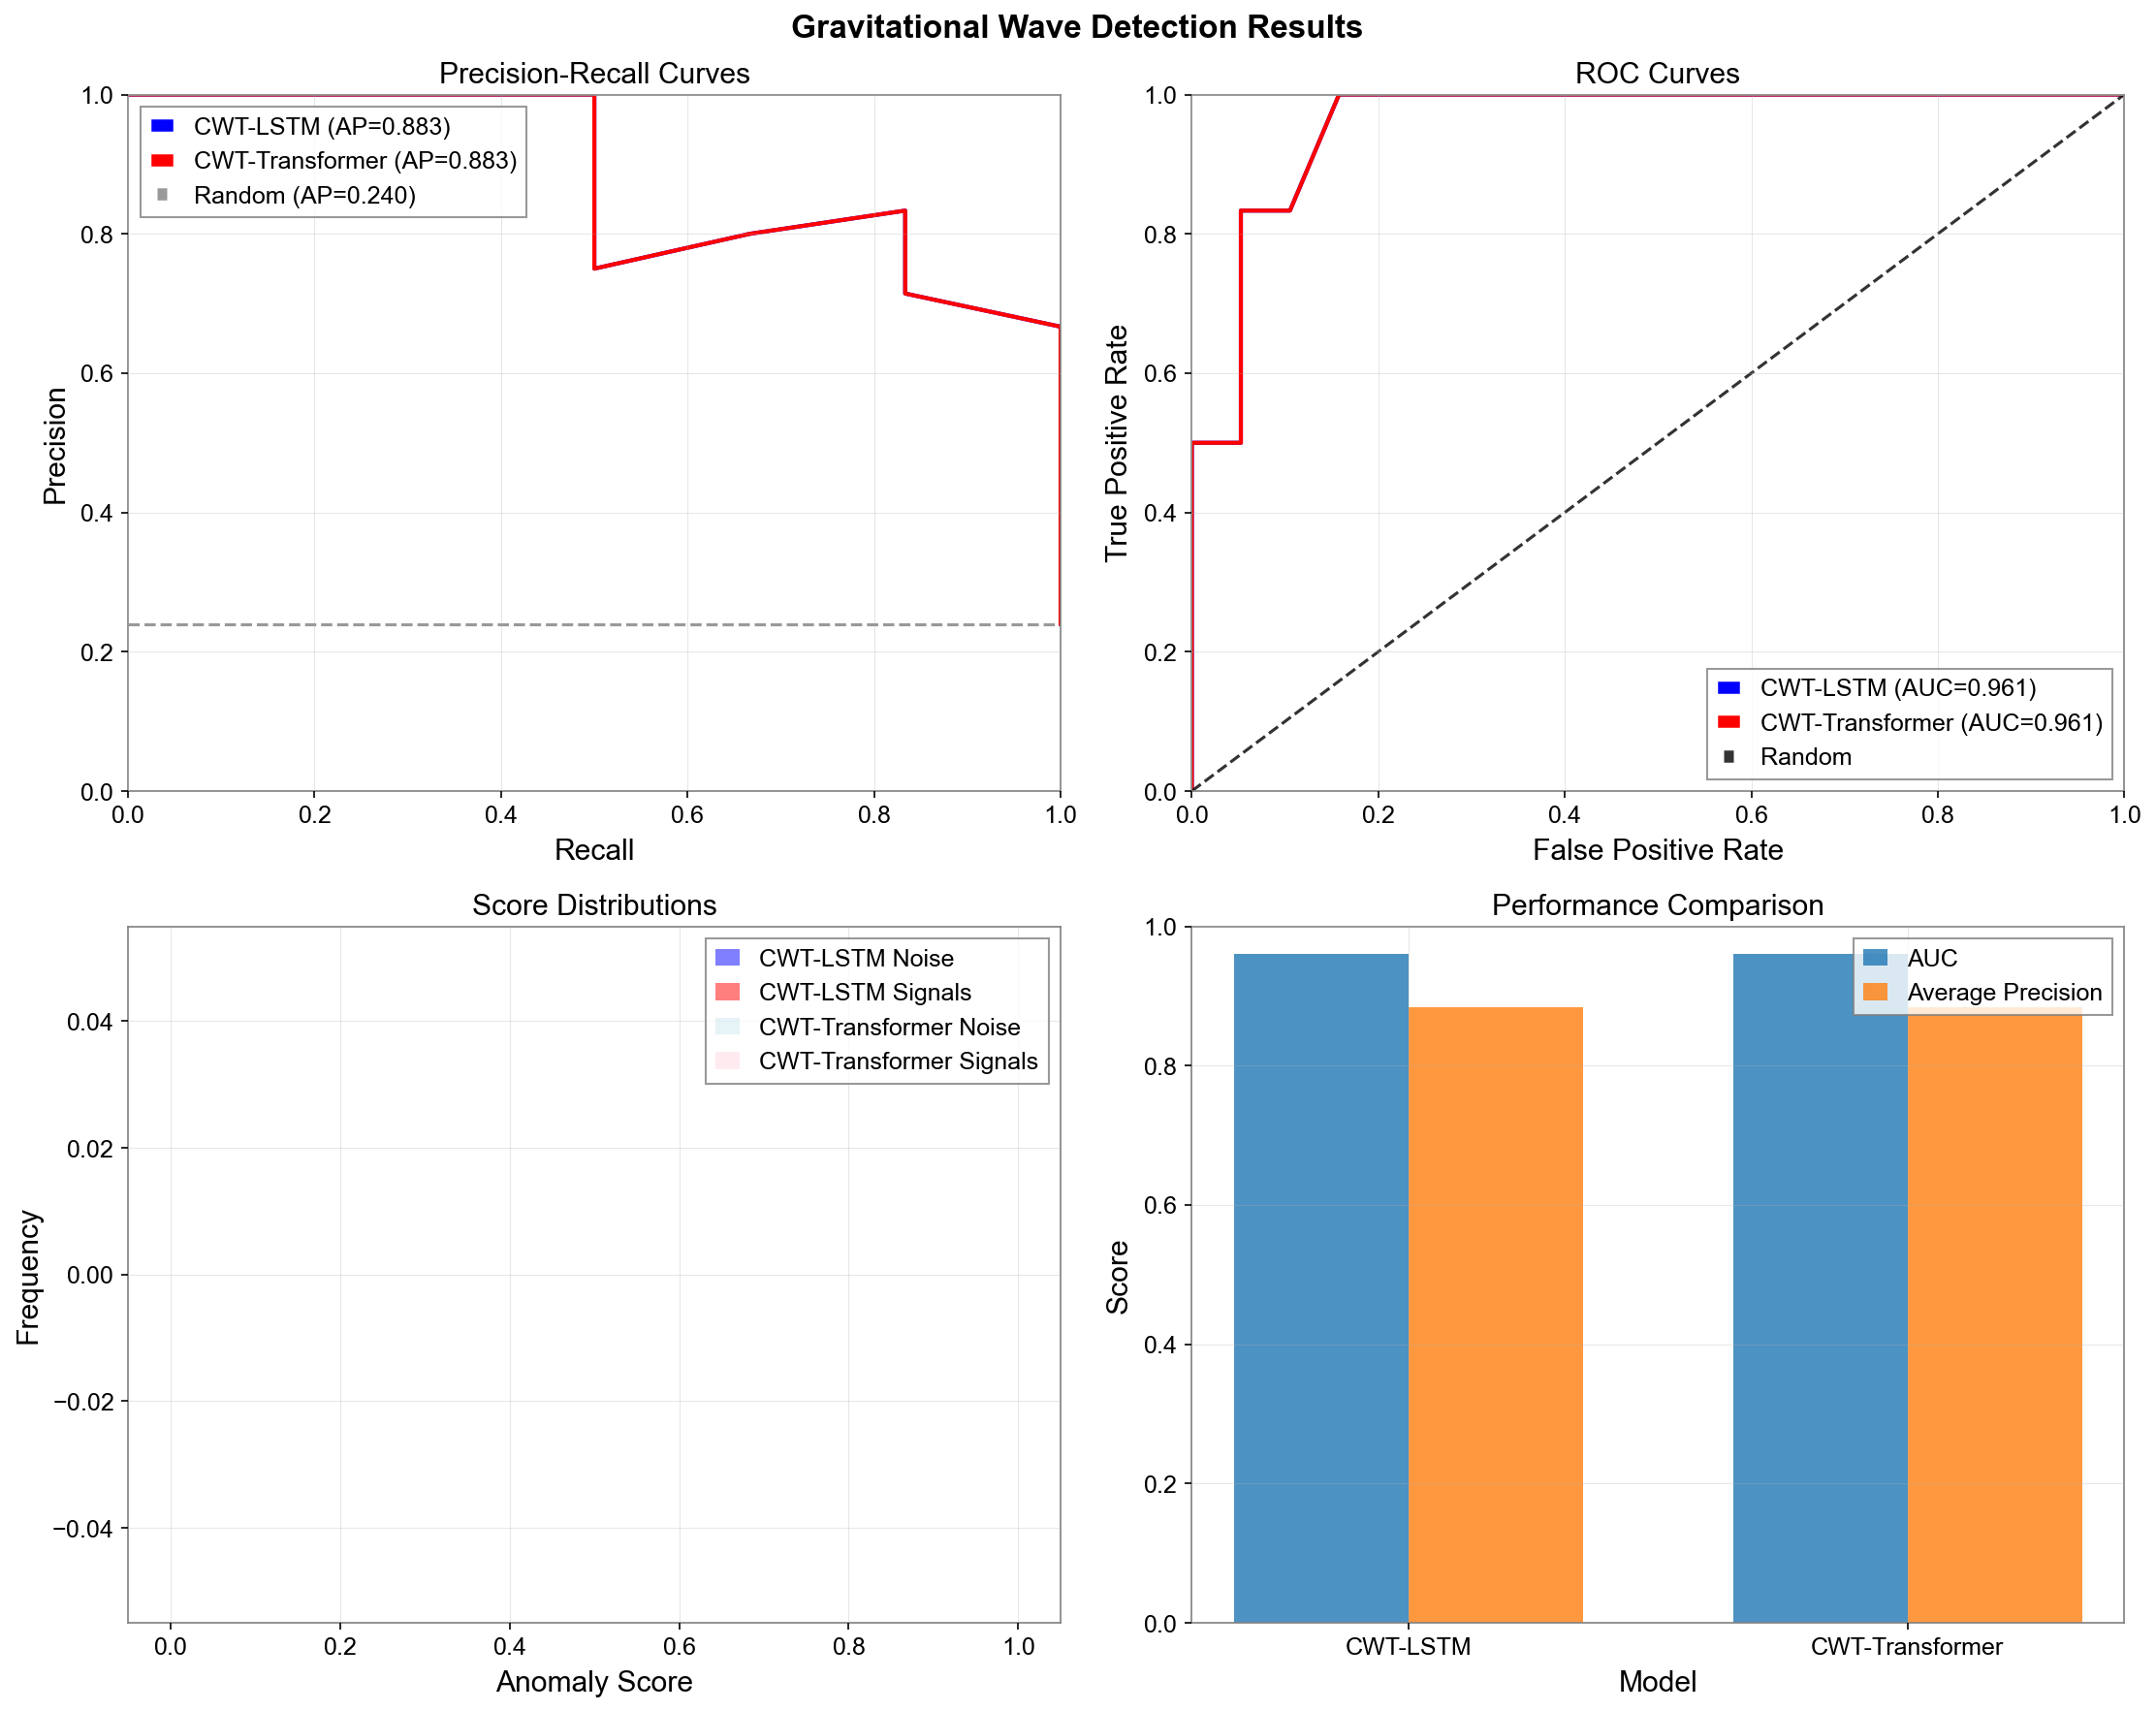 Gravitational Wave Detection Results
Precision-Recall Curves
1.0
0.8
0.6
0.4
0.2
0.0
Precision
CWT-LSTM (AP=0.883)
CWT-Transformer (AP=0.883)
Random (AP=0.240)
0.0 0.2 0.4 0.6 0.8 1.0
Recall
ROC Curves
1.0
0.8
0.6
0.4
0.2
0.0
True Positive Rate
CWT-LSTM (AUC=0.961)
CWT-Transformer (AUC=0.961)
Random
0.0 0.2 0.4 0.6 0.8 1.0
False Positive Rate
Score Distributions
0.04
0.02
0.00
−0.02
−0.04
Frequency
CWT-LSTM Noise
CWT-LSTM Signals
CWT-Transformer Noise
CWT-Transformer Signals
0.0 0.2 0.4 0.6 0.8 1.0
Anomaly Score
Performance Comparison
1.0
0.8
0.6
0.4
0.2
0.0
Score
AUC
Average Precision
CWT-LSTM CWT-Transformer
Model